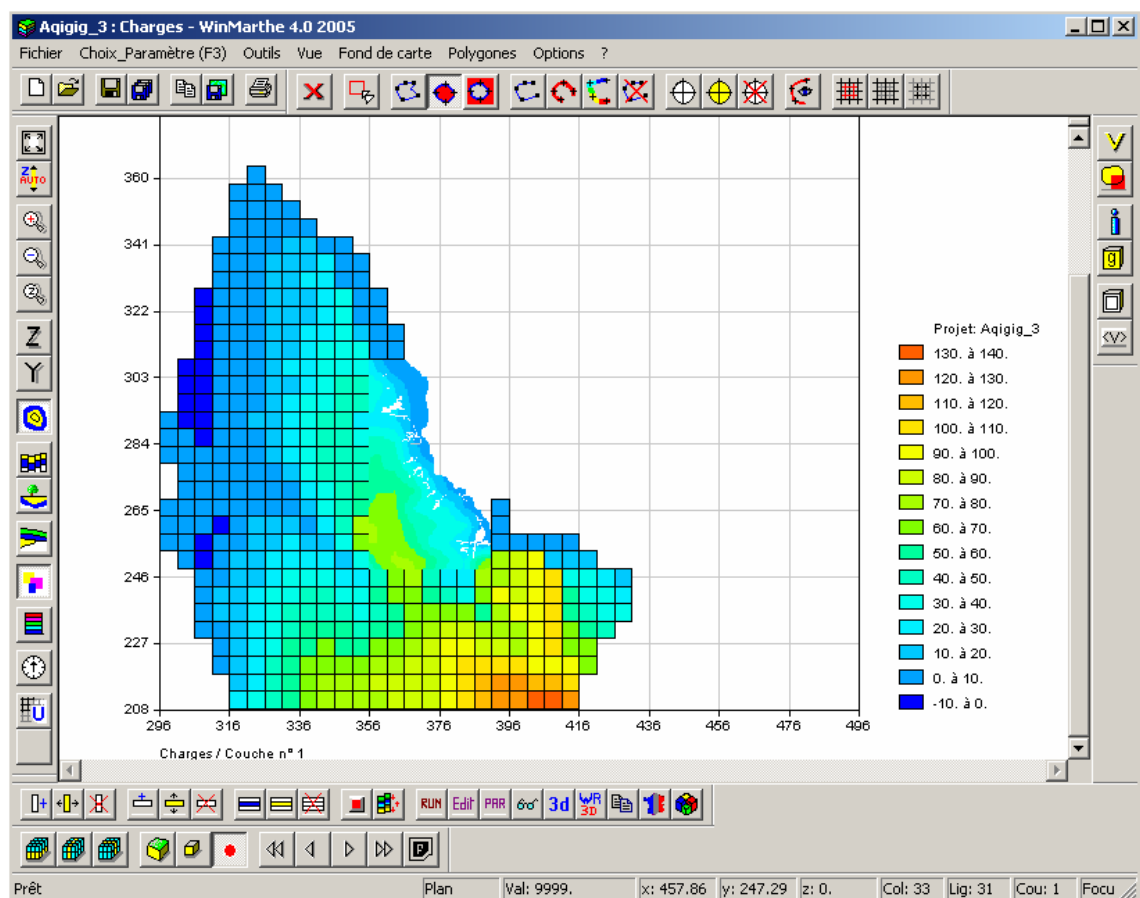 Aqigig_3 : Charges - WinMarthe 4.0 2005
Fichier Choix_Paramètre (F3) Outils Vue Fond de carte Polygones Options ?
Z AUTO
z
Z
Y
U
V
i
g
<V>
360
341
322
303
284
265
246
227
208
296 316 336 356 376 396 416 436 456 476 496
Charges / Couche n° 1
Projet: Aqigig_3
130. à 140.
120. à 130.
110. à 120.
100. à 110.
90. à 100.
80. à 90.
70. à 80.
60. à 70.
50. à 60.
40. à 50.
30. à 40.
20. à 30.
10. à 20.
0. à 10.
-10. à 0.
RUN Edit PAR 3d WR 3D
P
Prêt Plan Val: 9999. x: 457.86 y: 247.29 z: 0. Col: 33 Lig: 31 Cou: 1 Focu